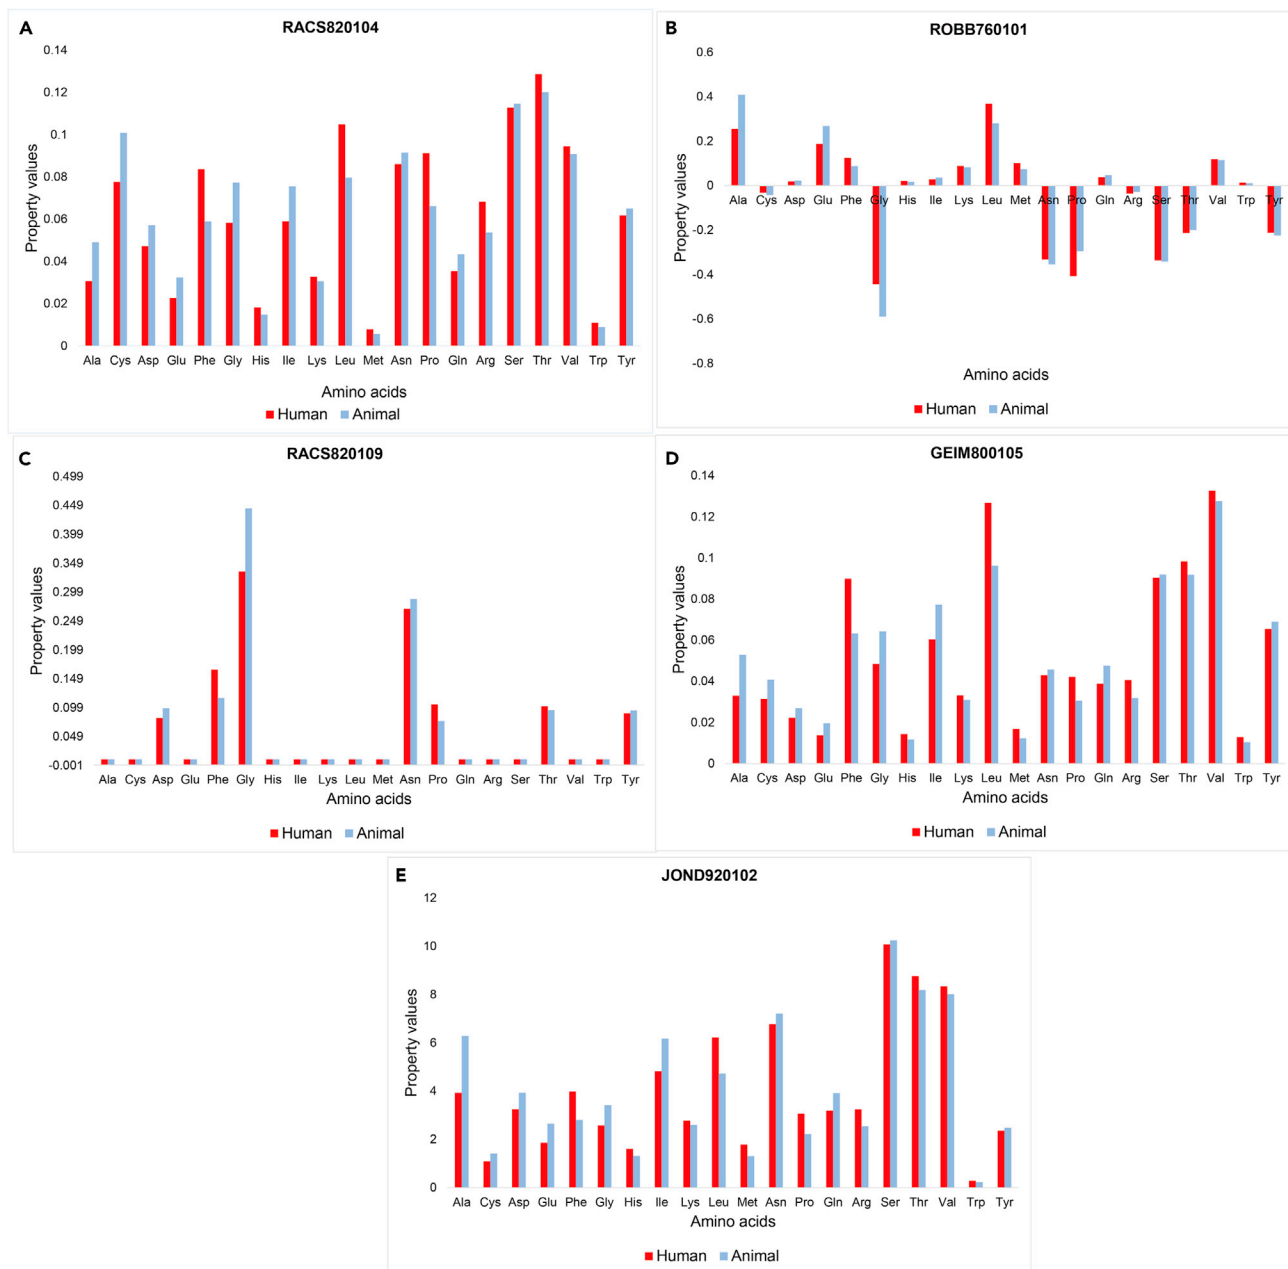 A
RACS820104
0.14
0.12
0.1
0.08
0.06
0.04
0.02
0
Property values
Ala Cys Asp Glu Phe Gly His Ile Lys Leu Met Asn Pro Gln Arg Ser Thr Val Trp Tyr
Amino acids
Human Animal
B
ROBB760101
0.6
0.4
0.2
0
-0.2
-0.4
-0.6
-0.8
Property values
Ala Cys Asp Glu Phe Gly His Ile Lys Leu Met Asn Pro Gln Arg Ser Thr Val Trp Tyr
Amino acids
Human Animal
C
RACS820109
0.499
0.449
0.399
0.349
0.299
0.249
0.199
0.149
0.099
0.049
-0.001
Property values
Ala Cys Asp Glu Phe Gly His Ile Lys Leu Met Asn Pro Gln Arg Ser Thr Val Trp Tyr
Amino acids
Human Animal
D
GEIM800105
0.14
0.12
0.1
0.08
0.06
0.04
0.02
0
Property values
Ala Cys Asp Glu Phe Gly His Ile Lys Leu Met Asn Pro Gln Arg Ser Thr Val Trp Tyr
Amino acids
Human Animal
E
JOND920102
12
10
8
6
4
2
0
Property values
Ala Cys Asp Glu Phe Gly His Ile Lys Leu Met Asn Pro Gln Arg Ser Thr Val Trp Tyr
Amino acids
Human Animal